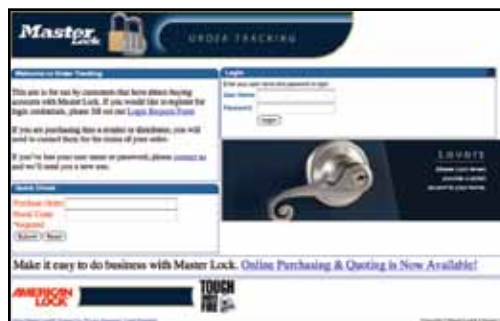 Master Lock
ORDER TRACKING
Welcome to Order Tracking
This site is for use by customers that have direct buying
accounts with Master Lock. If you would like to register for
login credentials, please fill out our Login Request Form
If you are purchasing thru a retailer or distributor, you will
need to contact them for the status of your order.
If you've lost your user name or password, please contact us
and we'll send you a new one.
Quick Check
Purchase Order
Postal Code
*Required
Submit Reset
Login
Enter your user name and password to login
User Name
Password
Login
Levers
Make it easy to do business with Master Lock. Online Purchasing & Quoting is Now Available!
AMERICAN
LOCK
TOUGH
UNDER
FIRE